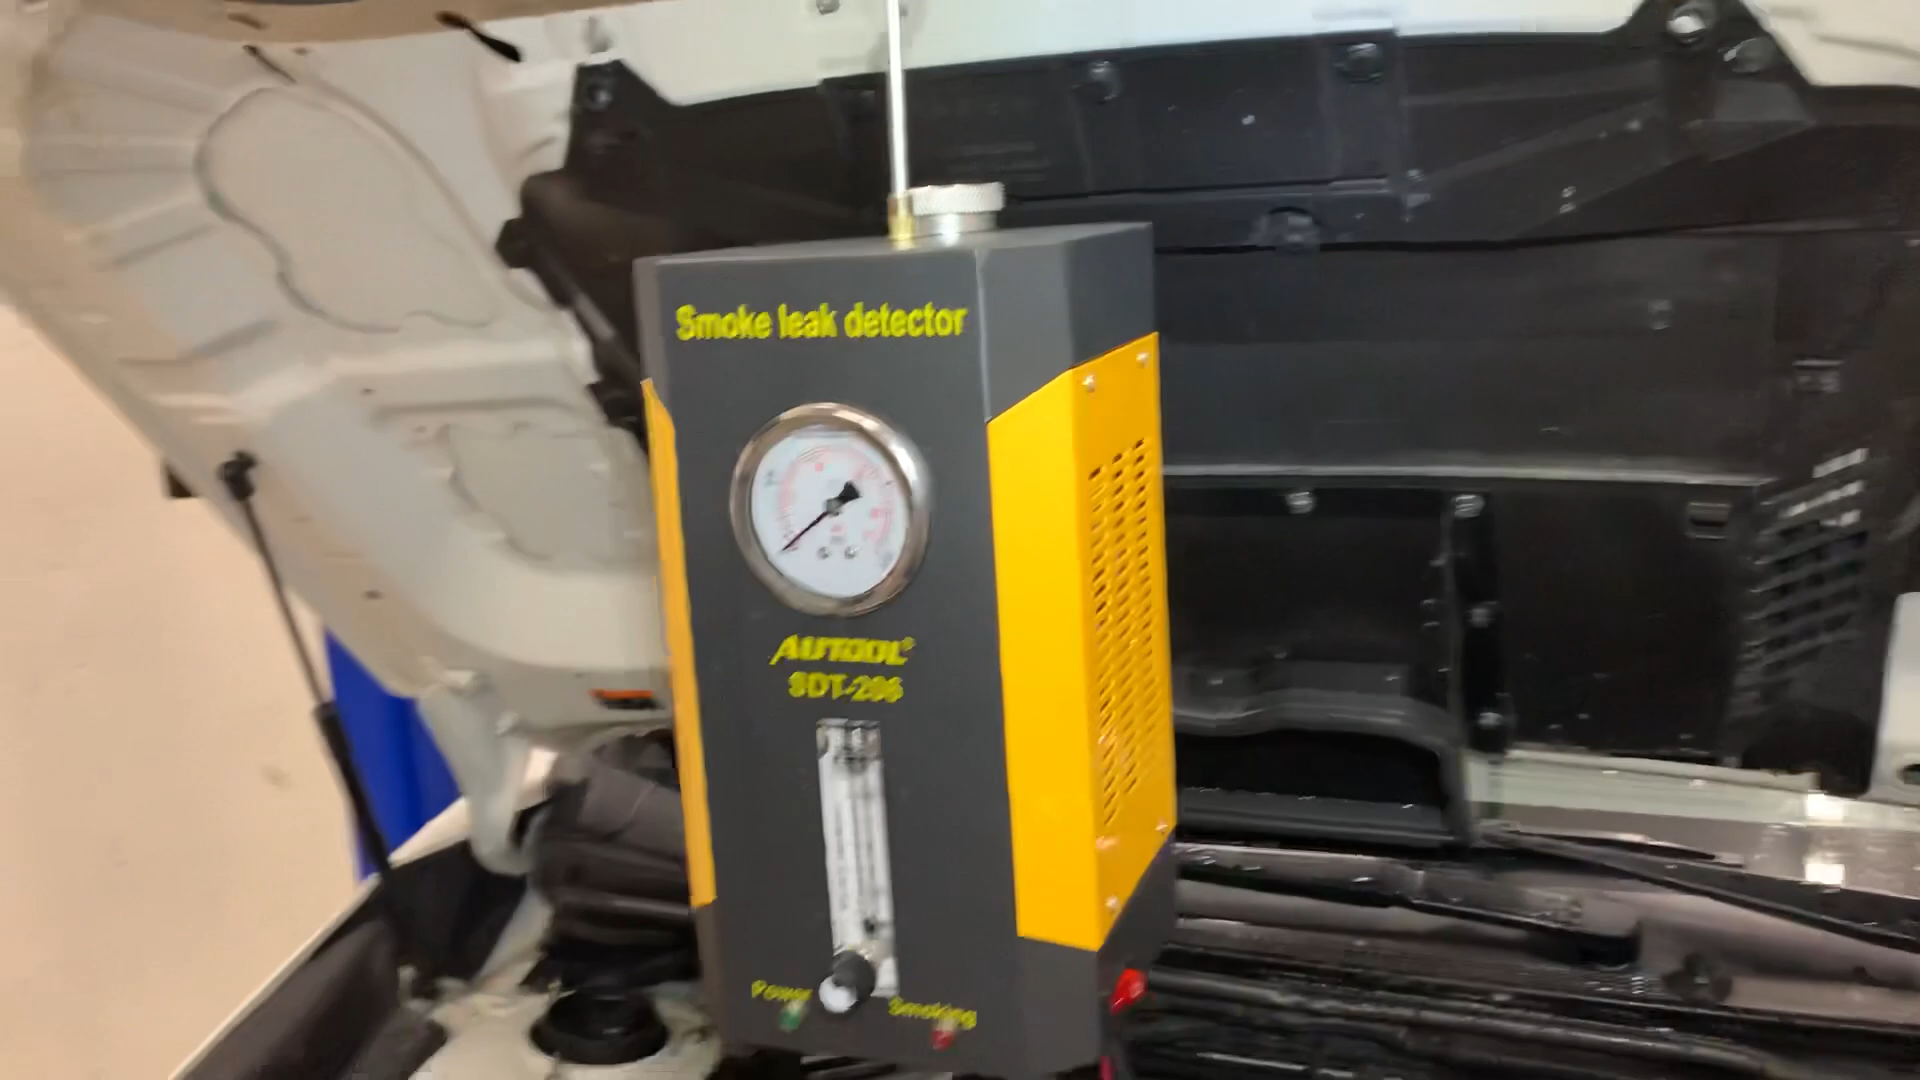 Smoke leak detector
AUTOOL®
SDT-206
Power
Smoking